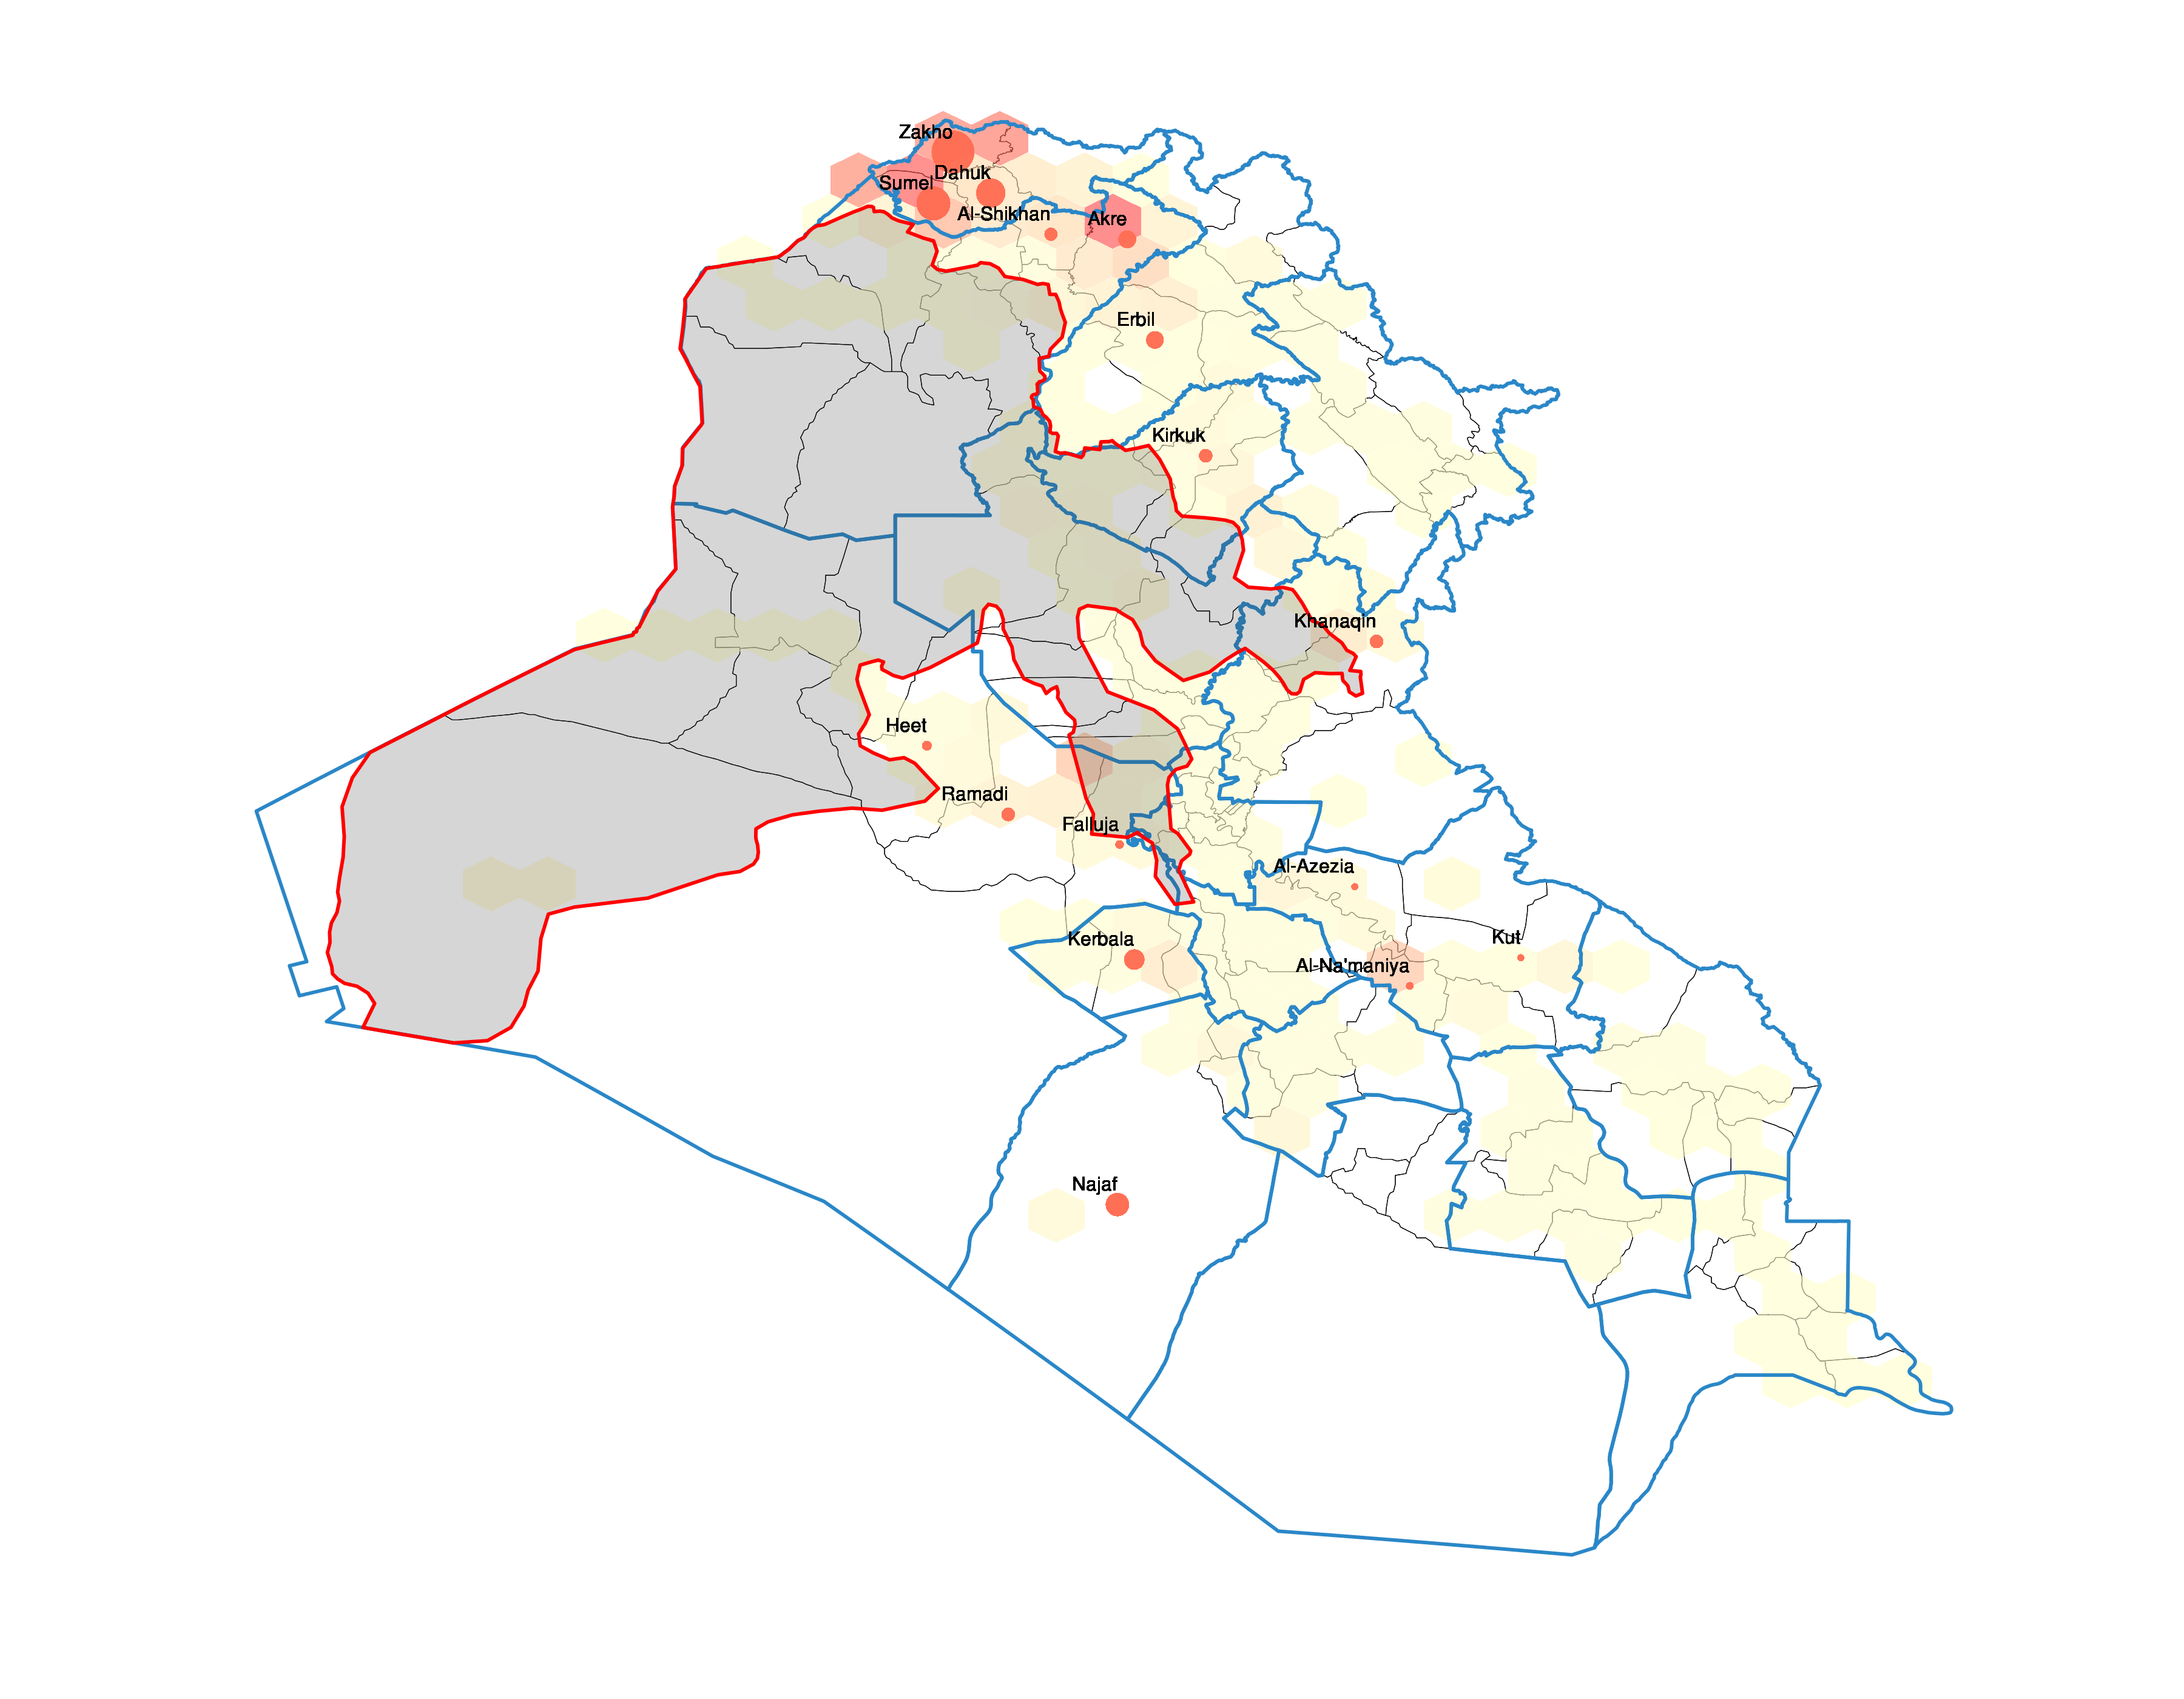 Zakho
Dahuk
Sumel
Al-Shikhan
Akre
Erbil
Kirkuk
Khanaqin
Heet
Ramadi
Falluja
Al-Azezia
Kerbala
Kut
Al-Na'maniya
Najaf